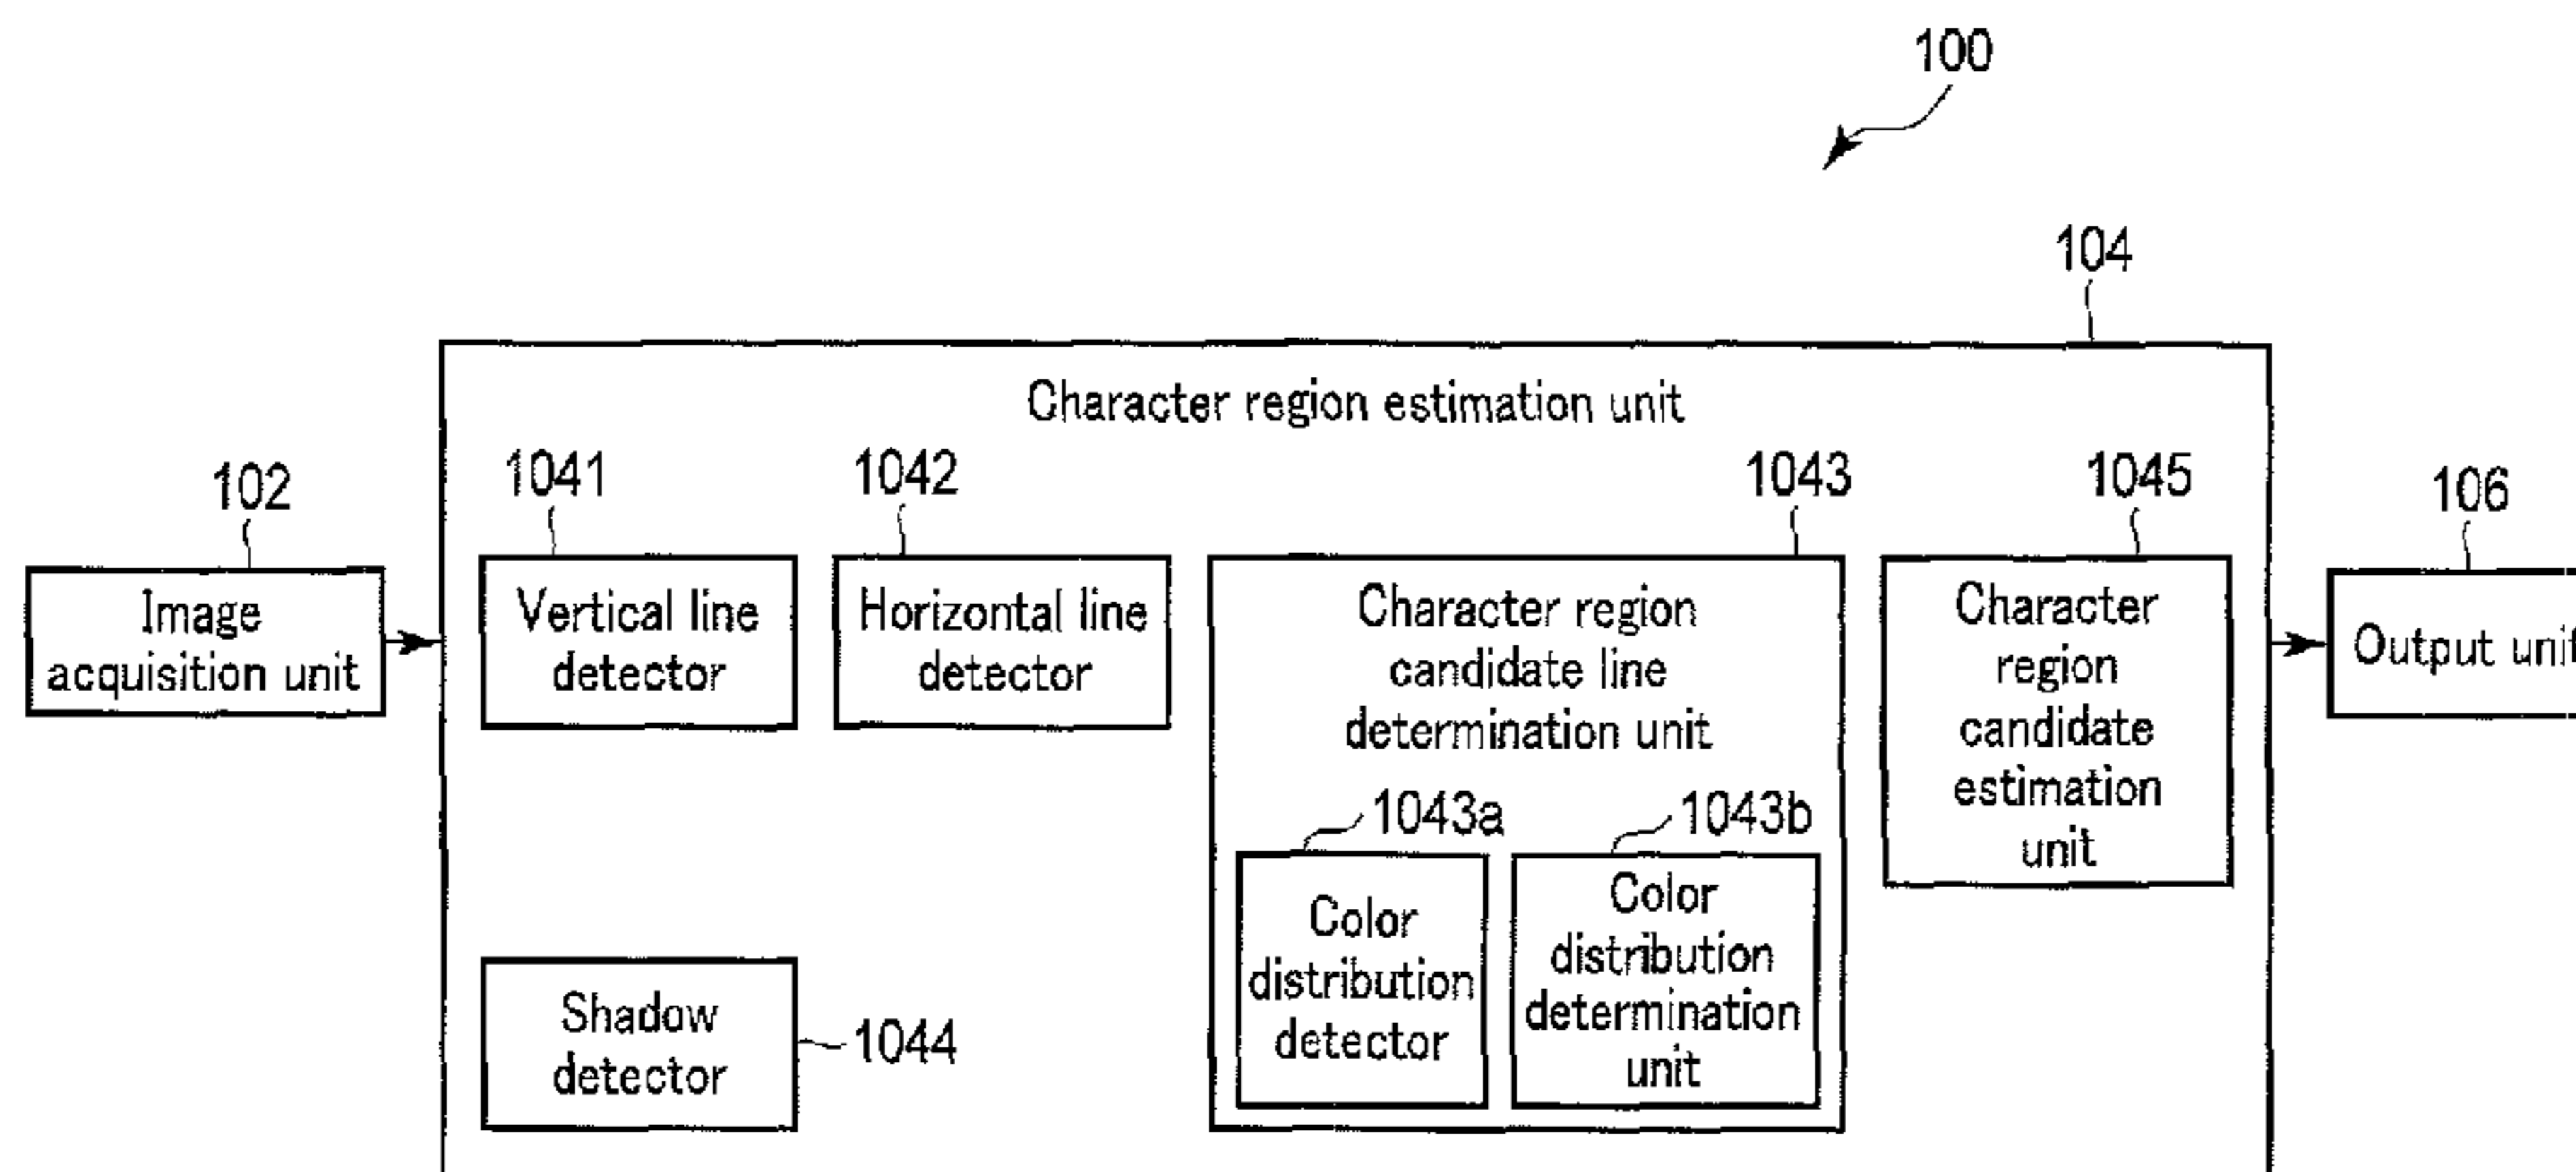 100
104
Character region estimation unit
102
1041
1042
1043
1045
106
Image
acquisition unit
Vertical line
detector
Horizontal line
detector
Character region
candidate line
determination unit
1043a
1043b
Color
distribution
detector
Color
distribution
determination
unit
Character
region
candidate
estimation
unit
Output unit
Shadow
detector
1044